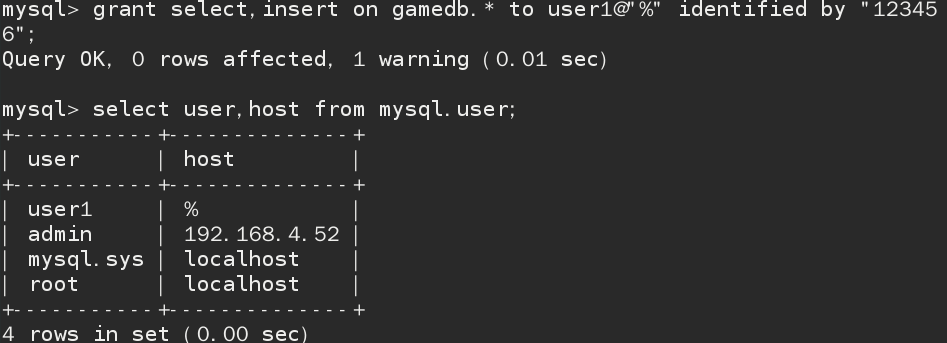 mysql> grant select,insert on gamedb.* to user1@"%" identified by "12345
6";
Query OK, 0 rows affected, 1 warning (0.01 sec)
mysql> select user,host from mysql.user;
+-----------+--------------+
| user | host |
+-----------+--------------+
| user1 | % |
| admin | 192.168.4.52 |
| mysql.sys | localhost |
| root | localhost |
+-----------+--------------+
4 rows in set (0.00 sec)